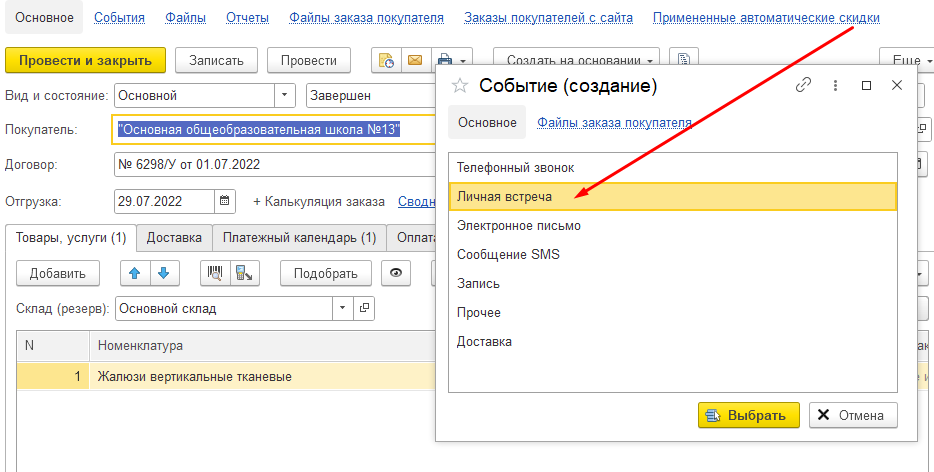 Основное События Файлы Отчеты Файлы заказа покупателя Заказы покупателей с сайта Примененные автоматические скидки
Провести и закрыть Записать Провести Создать на основании Еще
Вид и состояние: Основной Завершен
Покупатель: "Основная общеобразовательная школа №13"
Договор: № 6298/У от 01.07.2022
Отгрузка: 29.07.2022 + Калькуляция заказа Сводн
Товары, услуги (1) Доставка Платежный календарь (1) Оплата
Добавить Подобрать
Склад (резерв): Основной склад
N Номенклатура
1 Жалюзи вертикальные тканевые
Событие (создание)
Основное Файлы заказа покупателя
Телефонный звонок
Личная встреча
Электронное письмо
Сообщение SMS
Запись
Прочее
Доставка
Выбрать Отмена